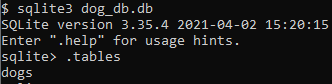 $ sqlite3 dog_db.db
SQLite version 3.35.4 2021-04-02 15:20:15
Enter ".help" for usage hints.
sqlite> .tables
dogs